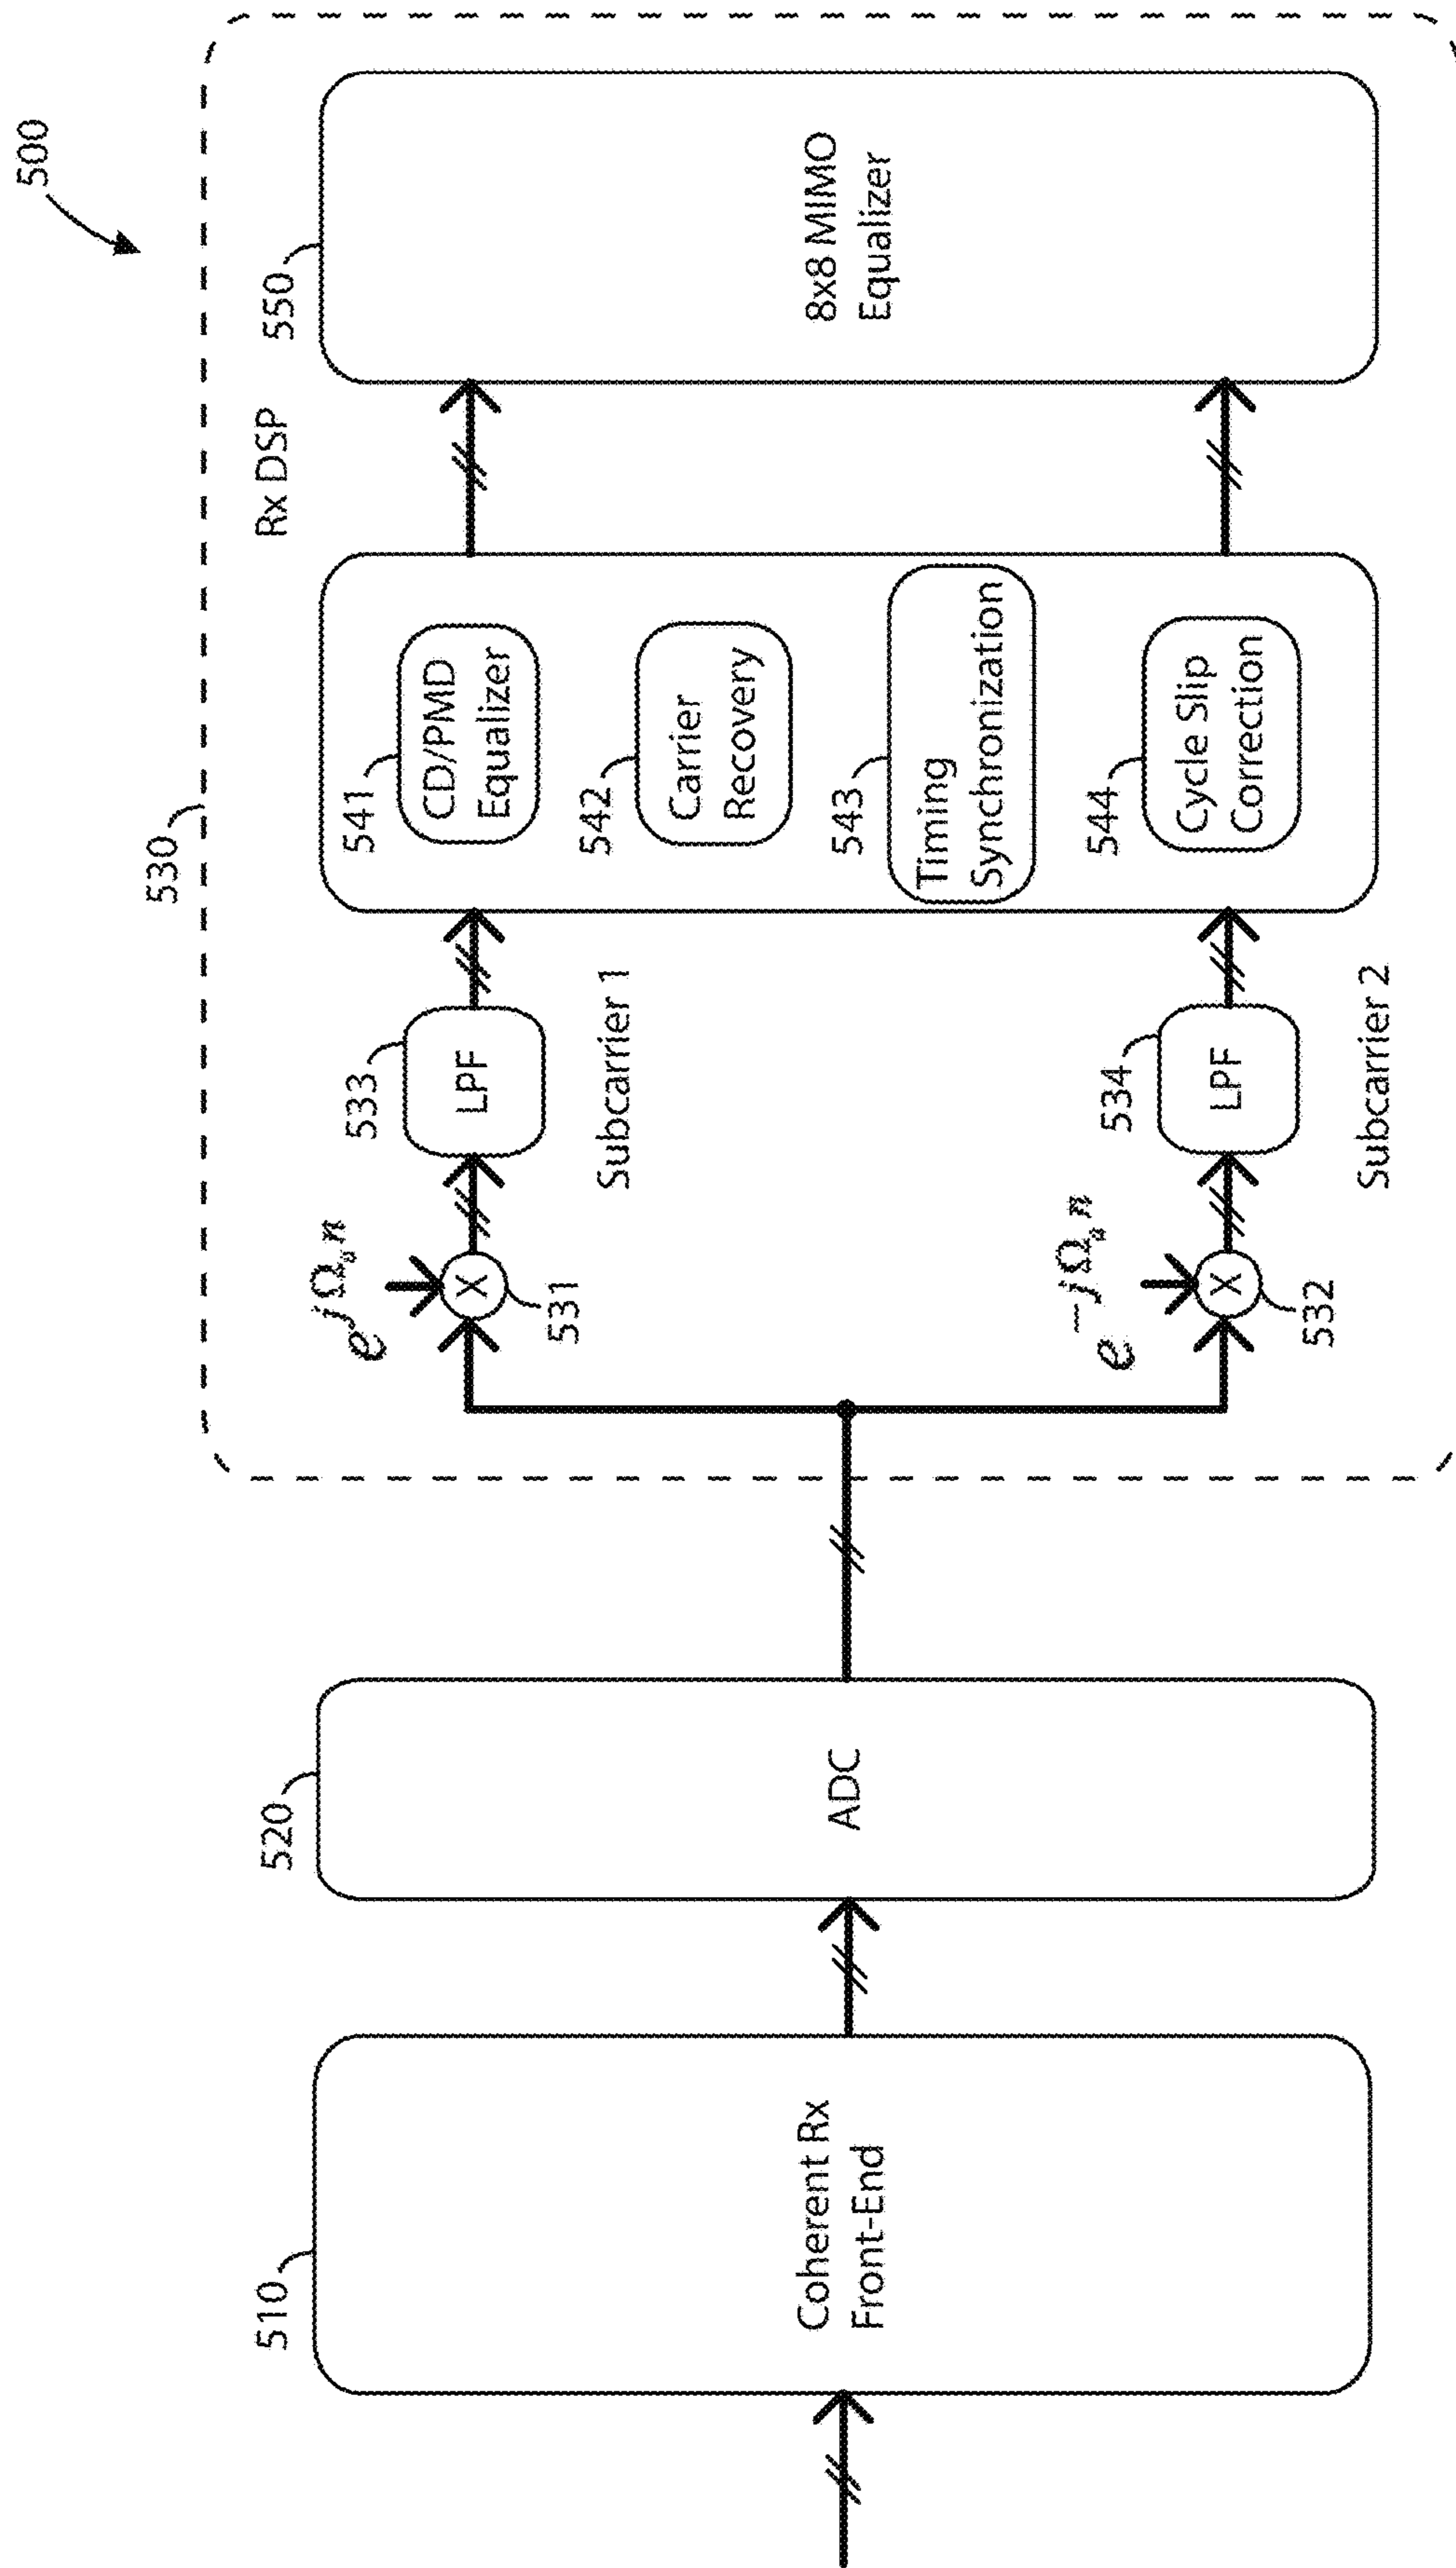 500
530
Rx DSP
510
Coherent Rx
Front-End
520
ADC
e^{jΩ₀n}
X
531
533
LPF
Subcarrier 1
e^{-jΩ₀n}
X
532
534
LPF
Subcarrier 2
541
CD/PMD
Equalizer
542
Carrier
Recovery
543
Timing
Synchronization
544
Cycle Slip
Correction
550
8x8 MIMO
Equalizer